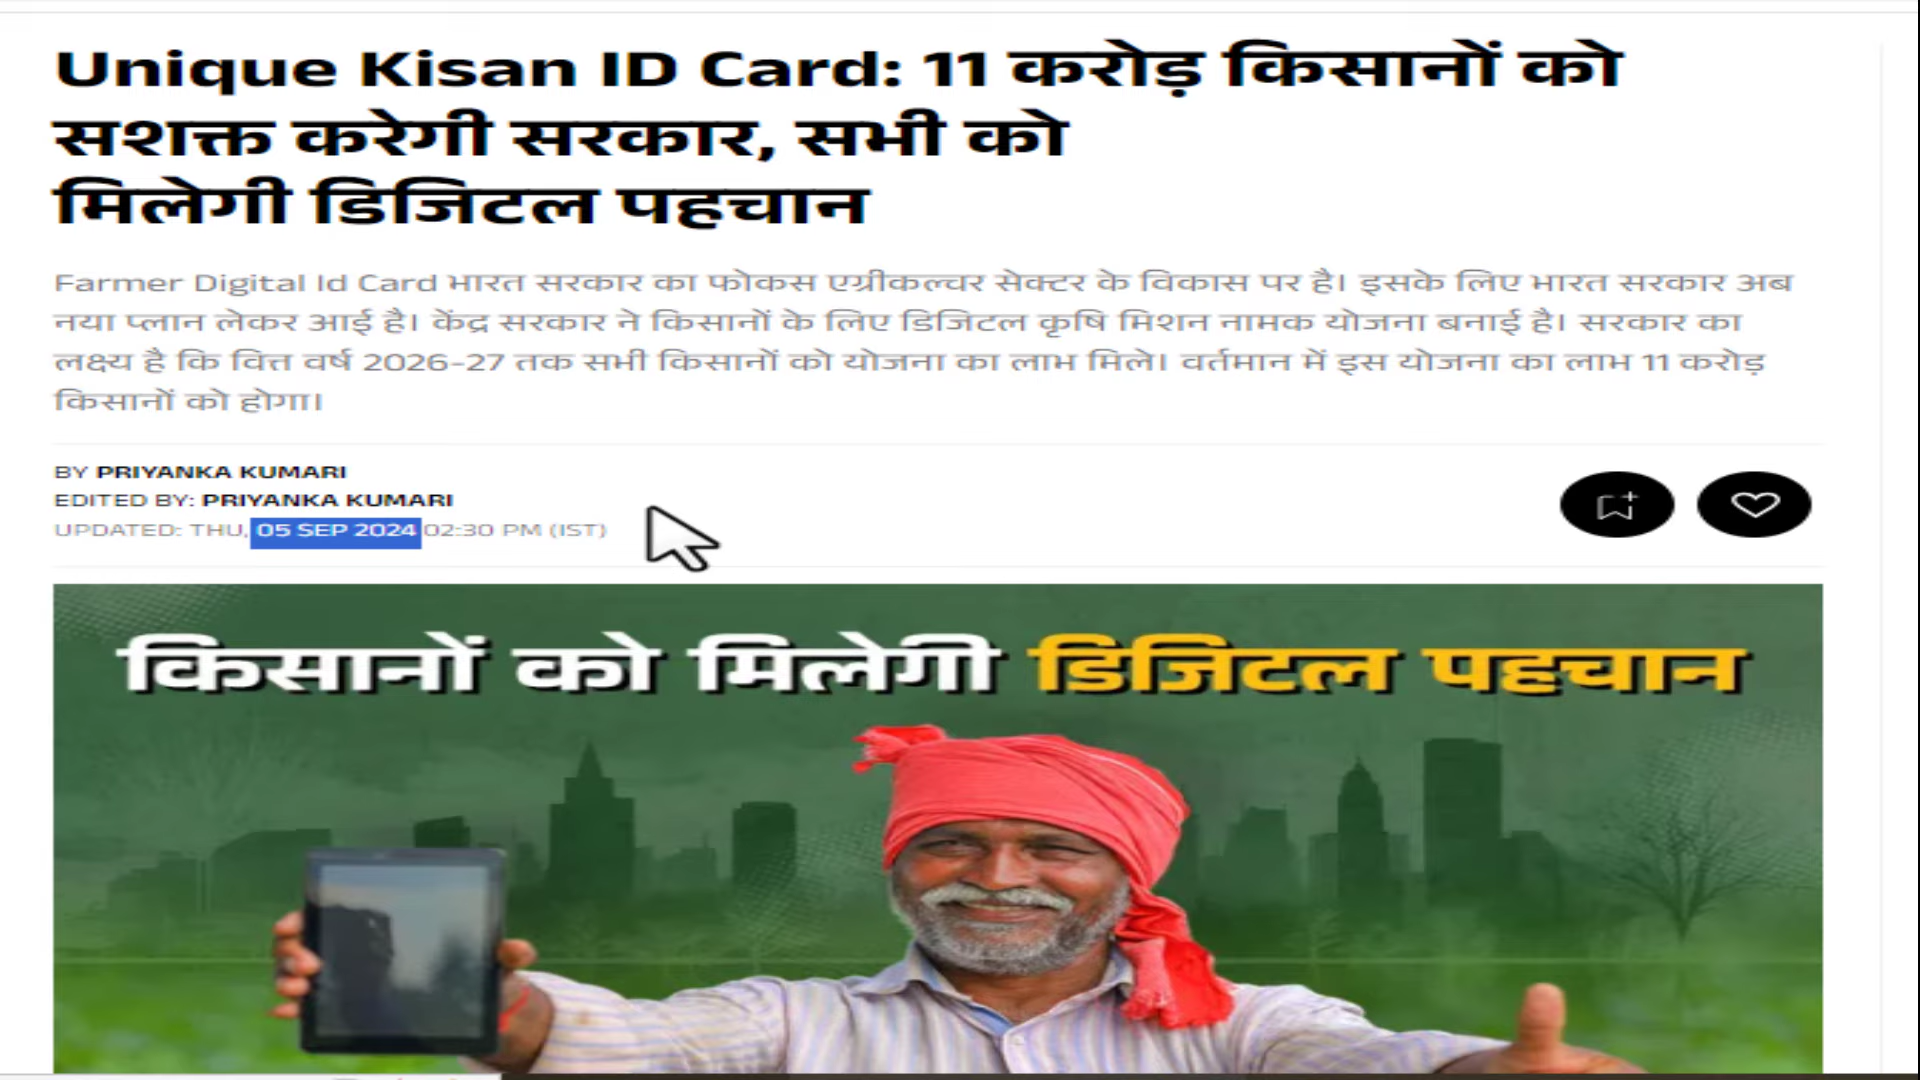 Unique Kisan ID Card: 11 करोड़ किसानों को
सशक्त करेगी सरकार, सभी को
मिलेगी डिजिटल पहचान
Farmer Digital Id Card भारत सरकार का फोकस एग्रीकल्चर सेक्टर के विकास पर है। इसके लिए भारत सरकार अब
नया प्लान लेकर आई है। केंद्र सरकार ने किसानों के लिए डिजिटल कृषि मिशन नामक योजना बनाई है। सरकार का
लक्ष्य है कि वित्त वर्ष 2026-27 तक सभी किसानों को योजना का लाभ मिले। वर्तमान में इस योजना का लाभ 11 करोड़
किसानों को होगा।
BY PRIYANKA KUMARI
EDITED BY: PRIYANKA KUMARI
UPDATED: THU, 05 SEP 2024 02:30 PM (IST)
किसानों को मिलेगी डिजिटल पहचान